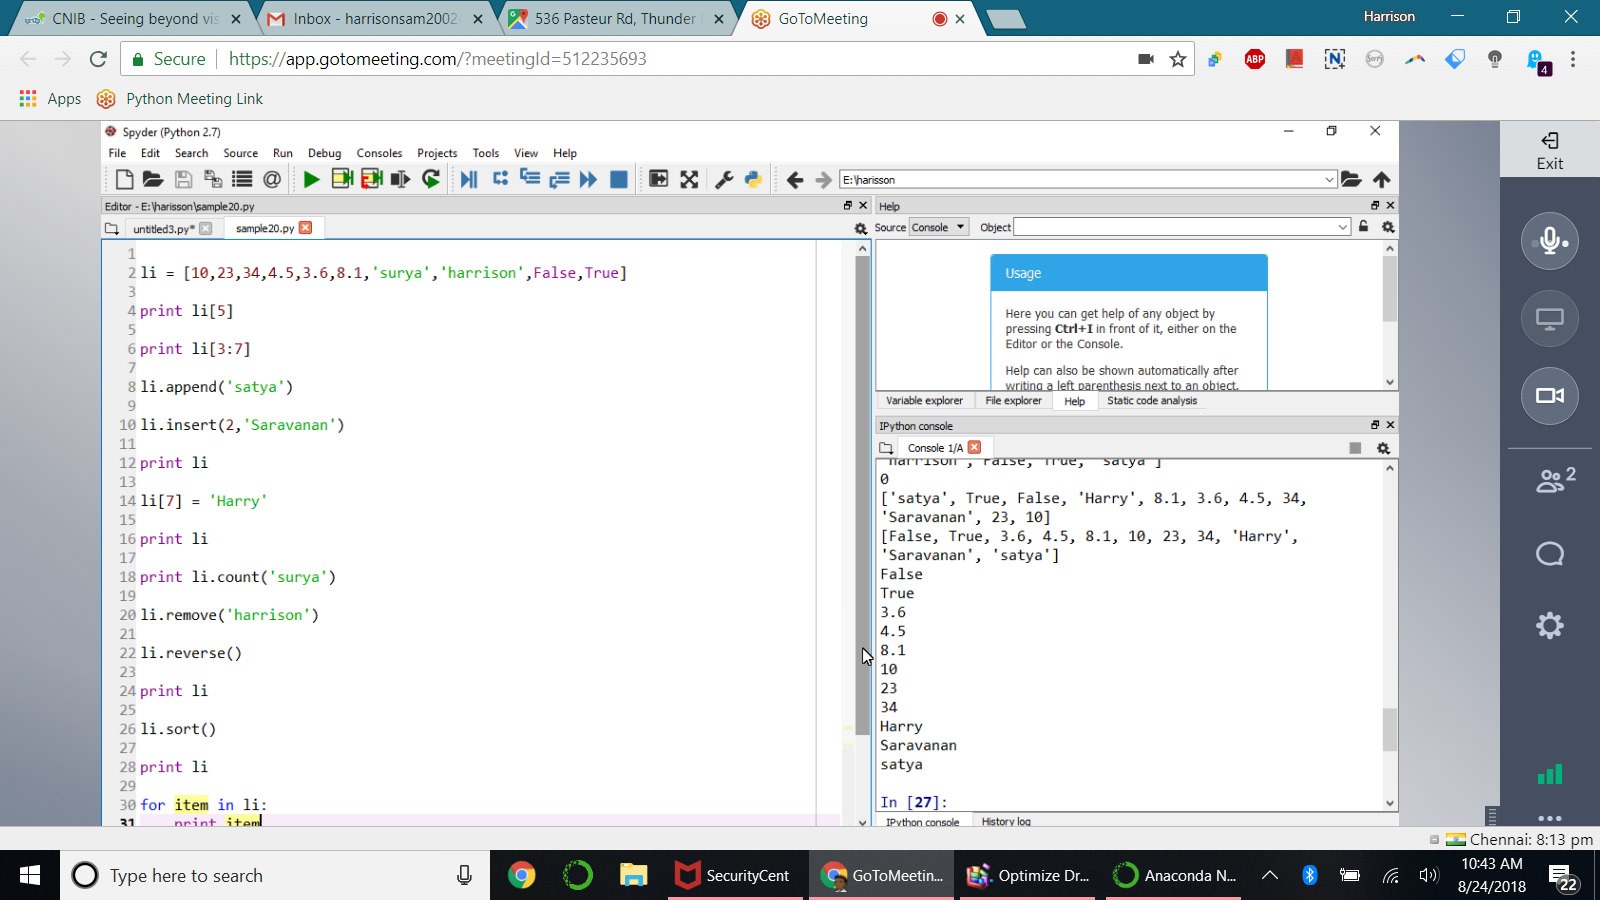 CNIB - Seeing beyond vis
Inbox - harrisonsam2002
536 Pasteur Rd, Thunder
GoToMeeting
Harrison
Secure
https://app.gotomeeting.com/?meetingId=512235693
ABP
4
Apps
Python Meeting Link
Spyder (Python 2.7)
File Edit Search Source Run Debug Consoles Projects Tools View Help
E:\harisson
Editor - E:\harisson\sample20.py
untitled3.py*
sample20.py
1
2 li = [10,23,34,4.5,3.6,8.1,'surya','harrison',False,True]
3
4 print li[5]
5
6 print li[3:7]
7
8 li.append('satya')
9
10 li.insert(2,'Saravanan')
11
12 print li
13
14 li[7] = 'Harry'
15
16 print li
17
18 print li.count('surya')
19
20 li.remove('harrison')
21
22 li.reverse()
23
24 print li
25
26 li.sort()
27
28 print li
29
30 for item in li:
31 print item
Help
Source Console Object
Usage
Here you can get help of any object by
pressing Ctrl+I in front of it, either on the
Editor or the Console.
Help can also be shown automatically after
writing a left parenthesis next to an object.
Variable explorer File explorer Help Static code analysis
IPython console
Console 1/A
'harrison', False, True, 'satya']
0
['satya', True, False, 'Harry', 8.1, 3.6, 4.5, 34,
'Saravanan', 23, 10]
[False, True, 3.6, 4.5, 8.1, 10, 23, 34, 'Harry',
'Saravanan', 'satya']
False
True
3.6
4.5
8.1
10
23
34
Harry
Saravanan
satya
In [27]:
IPython console History log
Exit
2
Chennai: 8:13 pm
Type here to search
SecurityCent
GoToMeetin...
Optimize Dr...
Anaconda N...
10:43 AM
8/24/2018
22